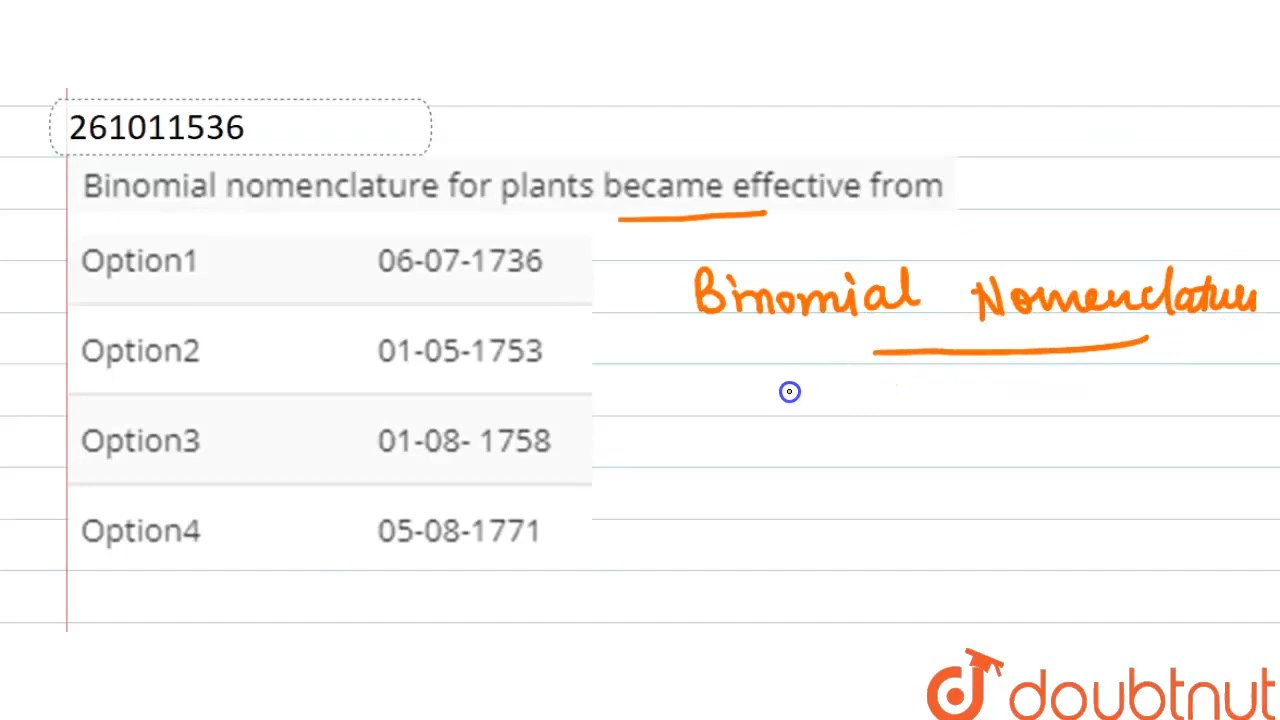 261011536
Binomial nomenclature for plants became effective from
Option1 06-07-1736
Binomial Nomenclature
Option2 01-05-1753
Option3 01-08- 1758
Option4 05-08-1771
doubtnut